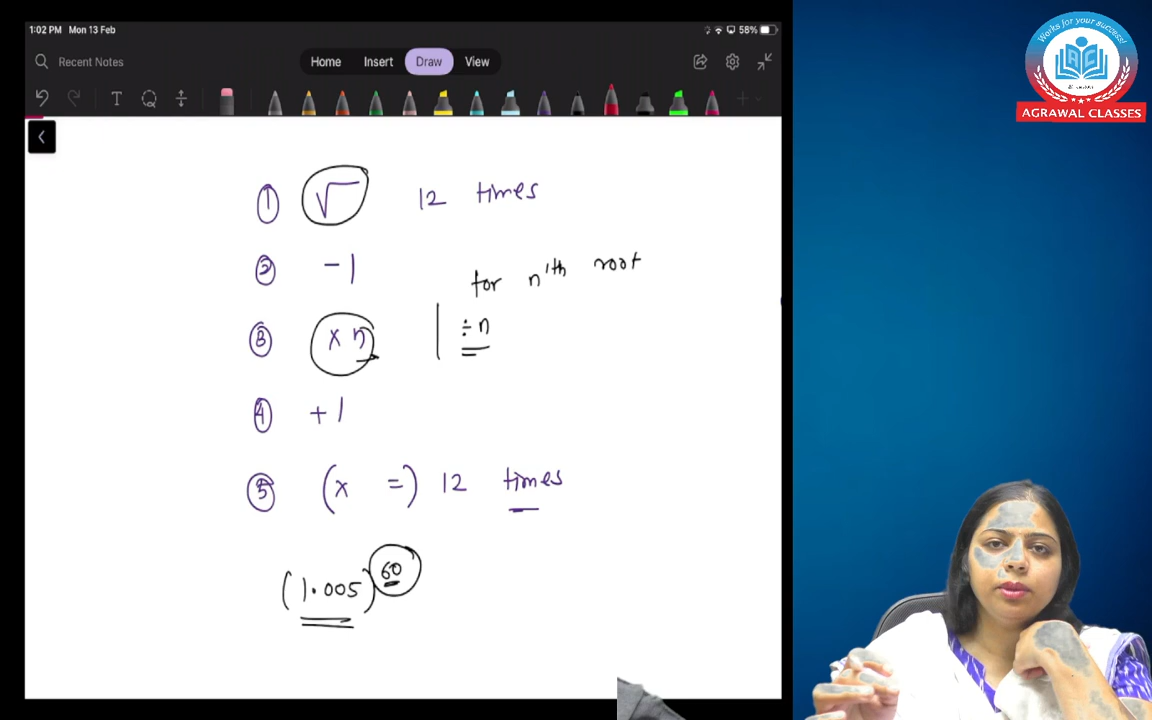 1:02 PM Mon 13 Feb
58%
Recent Notes
Home Insert Draw View
Works for your success!
AC
AGRAWAL CLASSES
① √ 12 times
② - 1
for n'th root
③ × n | ÷ n
④ + 1
⑤ (× =) 12 times
(1.005)^60